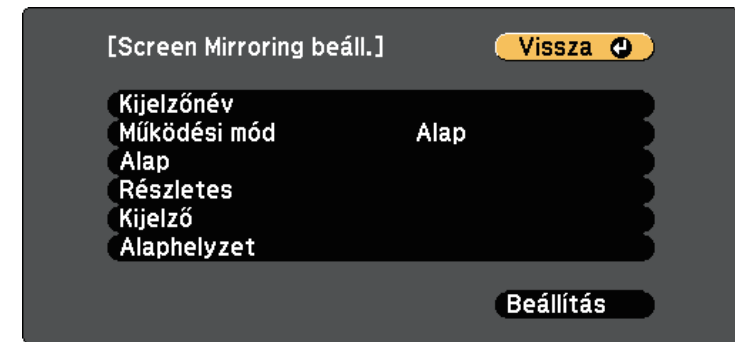 [Screen Mirroring beáll.] Vissza
Kijelzőnév
Működési mód Alap
Alap
Részletes
Kijelző
Alaphelyzet
Beállítás